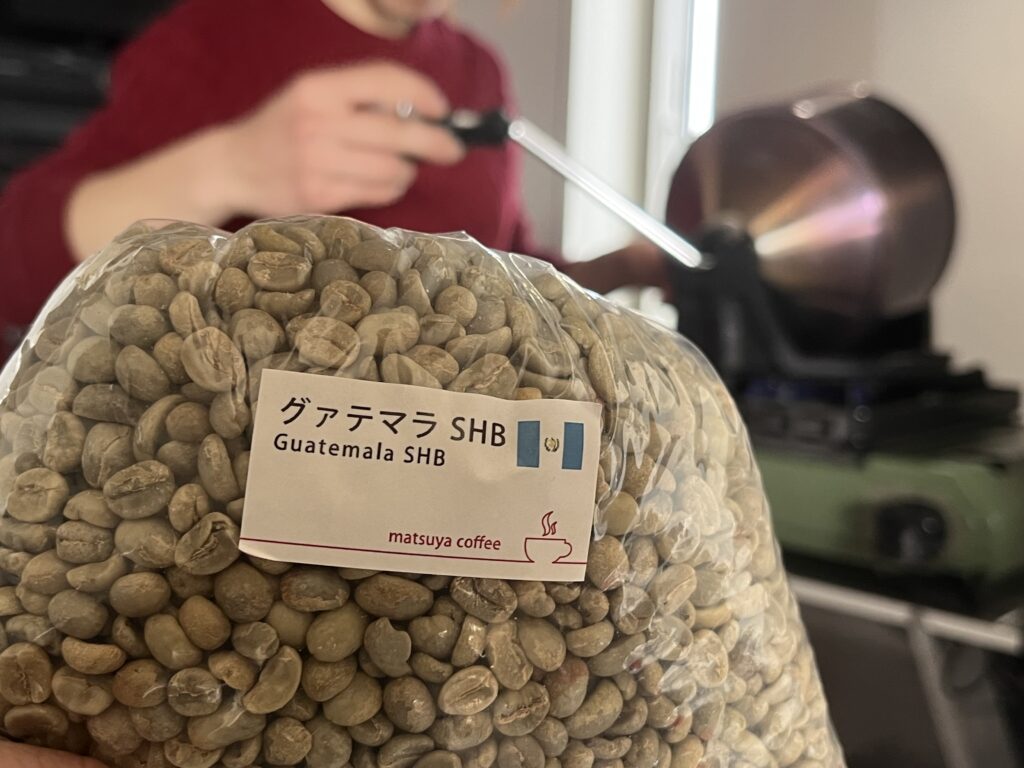 グァテマラ SHB
Guatemala SHB
matsuya coffee